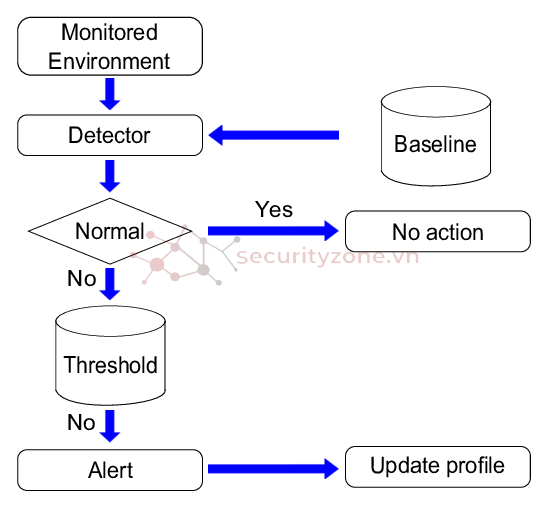 Monitored
Environment
Detector
Baseline
Normal
Yes
No action
securityzone.vn
No
Threshold
No
Alert
Update profile